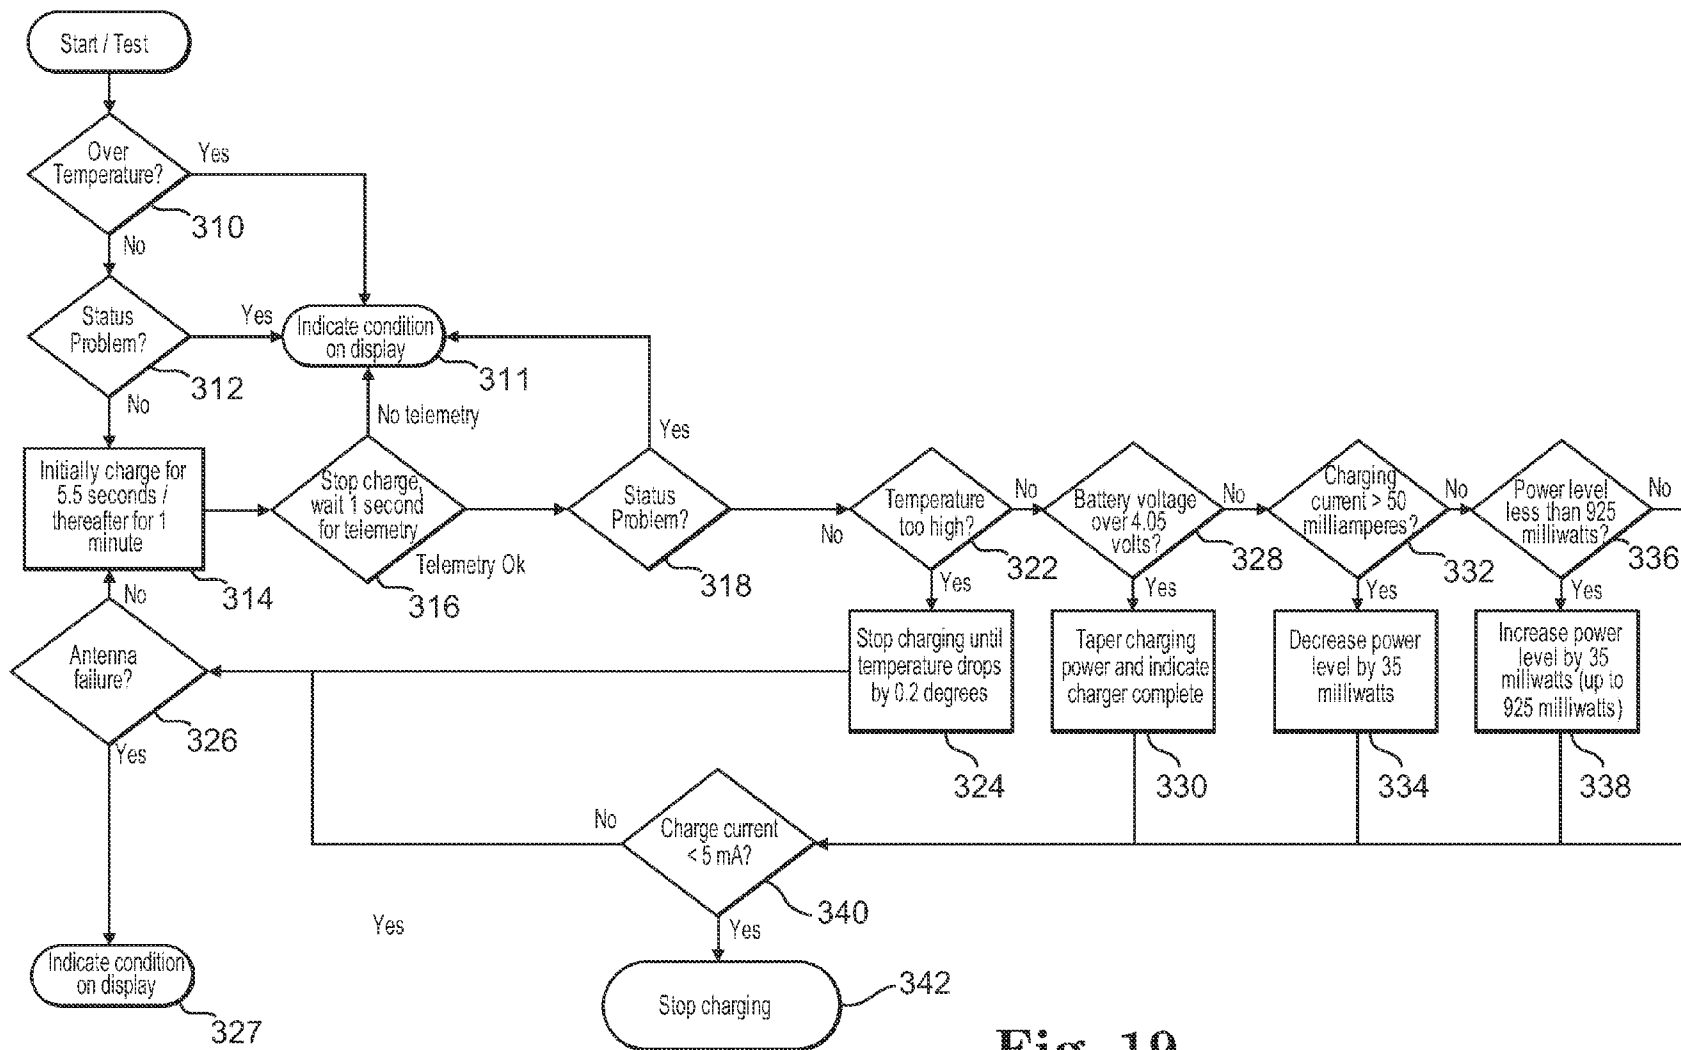 Start / Test
Over
Temperature?
Yes
310
No
Status
Problem?
Yes
312
No
Indicate condition
on display
311
No telemetry
Yes
Initially charge for
5.5 seconds /
thereafter for 1
minute
314
Stop charge,
wait 1 second
for telemetry
Telemetry Ok
316
Status
Problem?
318
No
Temperature
too high?
322
No
Yes
Battery voltage
over 4.05
volts?
328
No
Yes
Charging
current > 50
milliamperes?
332
No
Yes
Power level
less than 925
milliwatts?
336
No
Yes
No
Antenna
failure?
326
Yes
Stop charging until
temperature drops
by 0.2 degrees
324
Taper charging
power and indicate
charger complete
330
Decrease power
level by 35
milliwatts
334
Increase power
level by 35
miliwatts (up to
925 milliwatts)
338
No
Charge current
< 5 mA?
340
Yes
Yes
Indicate condition
on display
327
Stop charging
342
Fig. 19